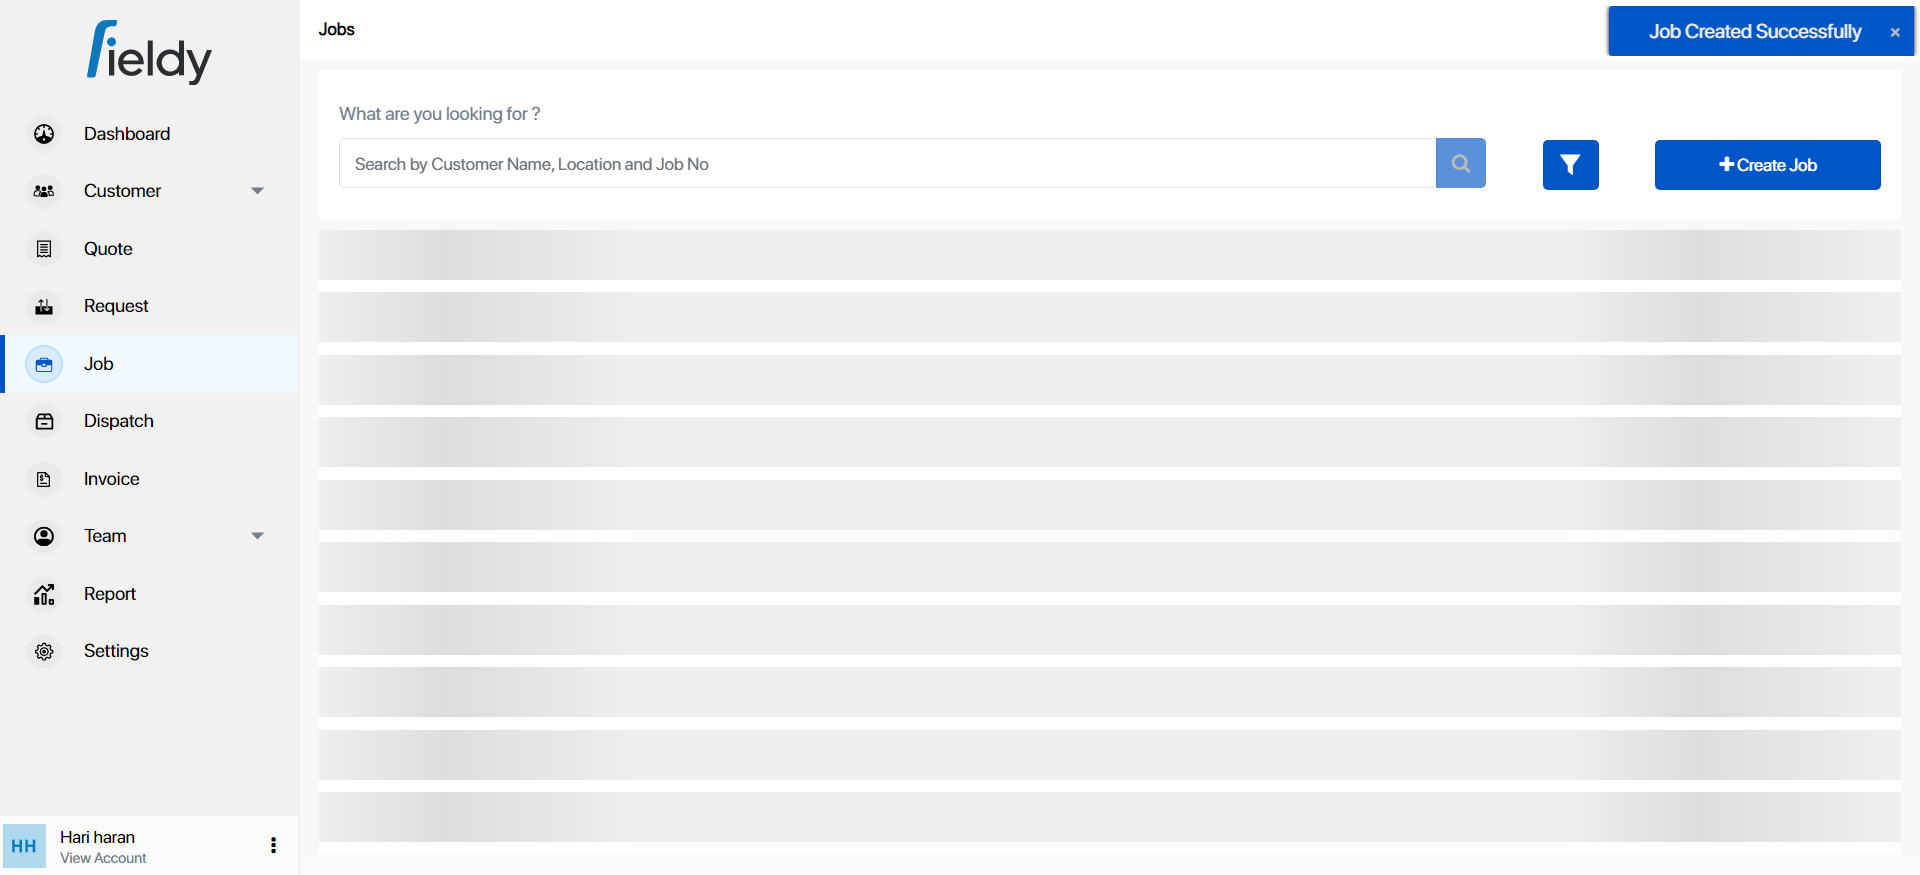 fieldy
Dashboard
Customer
Quote
Request
Job
Dispatch
Invoice
Team
Report
Settings
HH
Hari haran
View Account
Jobs
Job Created Successfully ×
What are you looking for ?
Search by Customer Name, Location and Job No
Create Job